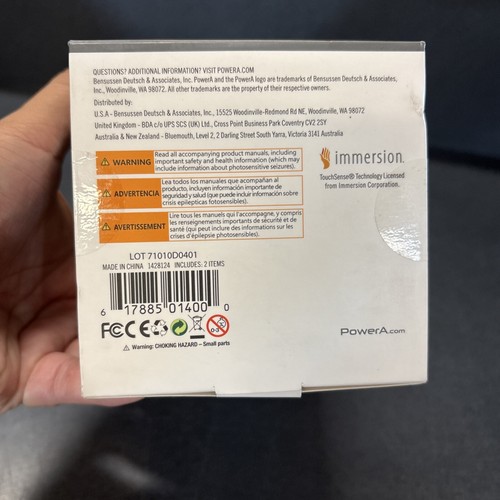 QUESTIONS? ADDITIONAL INFORMATION? VISIT POWERA.COM
Bensussen Deutsch & Associates, Inc. PowerA and the PowerA logo are trademarks of Bensussen Deutsch & Associates,
Inc., Woodinville, WA 98072. All other trademarks are the property of their respective owners.
Distributed by:
U.S.A - Bensussen Deutsch & Associates, Inc., 15525 Woodinville-Redmond Rd NE, Woodinville, WA 98072
United Kingdom - BDA c/o UPS SCS (UK) Ltd., Cross Point Business Park Coventry CV2 2SY
Australia & New Zealand - Bluemouth, Level 2, 2 Darling Street South Yarra, Victoria 3141 Australia
WARNING
Read all accompanying product manuals, including
important safety and health information (which may
include information about photosensitive seizures).
ADVERTENCIA
Lea todos los manuales que acompañan al
producto, incluyen información importante de
seguridad y salud (que puede incluir información sobre
crisis epilepticas fotosensibles).
AVERTISSEMENT
Lire tous les manuels qui l'accompagne, y compris
les renseignements importants de sécurité et de
santé (qui peut include des informations sur les
crises d'épilepsie photosensibles).
immersion.
TouchSense® Technology Licensed
from Immersion Corporation.
LOT 71010D0401
MADE IN CHINA 1428124 INCLUDES: 2 ITEMS
6 17885 01400 0
FC CE
0-3
Warning: CHOKING HAZARD – Small parts
PowerA.com